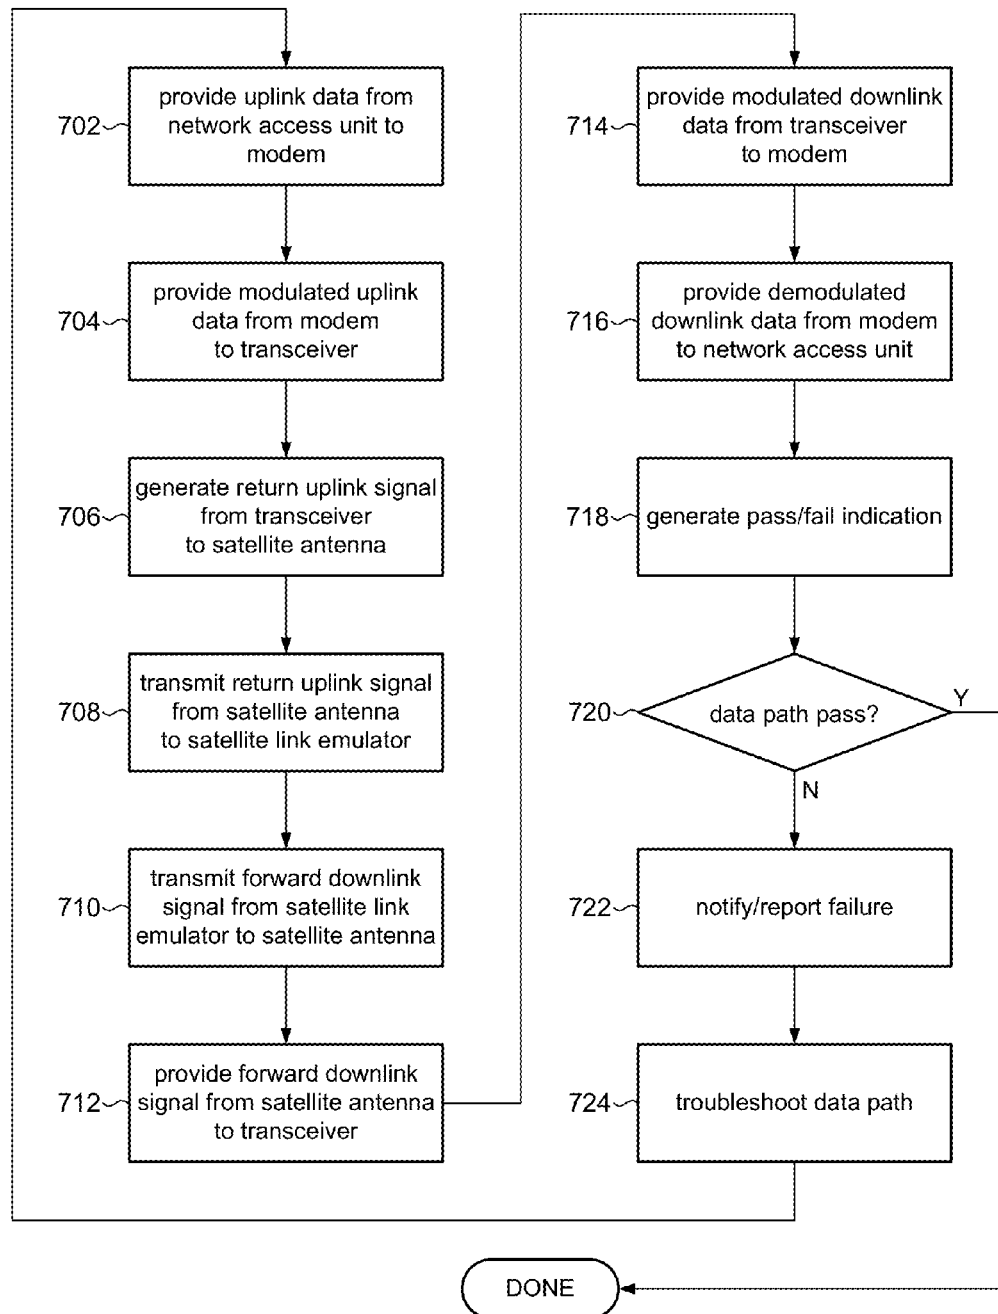 702
provide uplink data from
network access unit to
modem
704
provide modulated uplink
data from modem
to transceiver
706
generate return uplink signal
from transceiver
to satellite antenna
708
transmit return uplink signal
from satellite antenna
to satellite link emulator
710
transmit forward downlink
signal from satellite link
emulator to satellite antenna
712
provide forward downlink
signal from satellite antenna
to transceiver
714
provide modulated downlink
data from transceiver
to modem
716
provide demodulated
downlink data from modem
to network access unit
718
generate pass/fail indication
720
data path pass?
Y
N
722
notify/report failure
724
troubleshoot data path
DONE